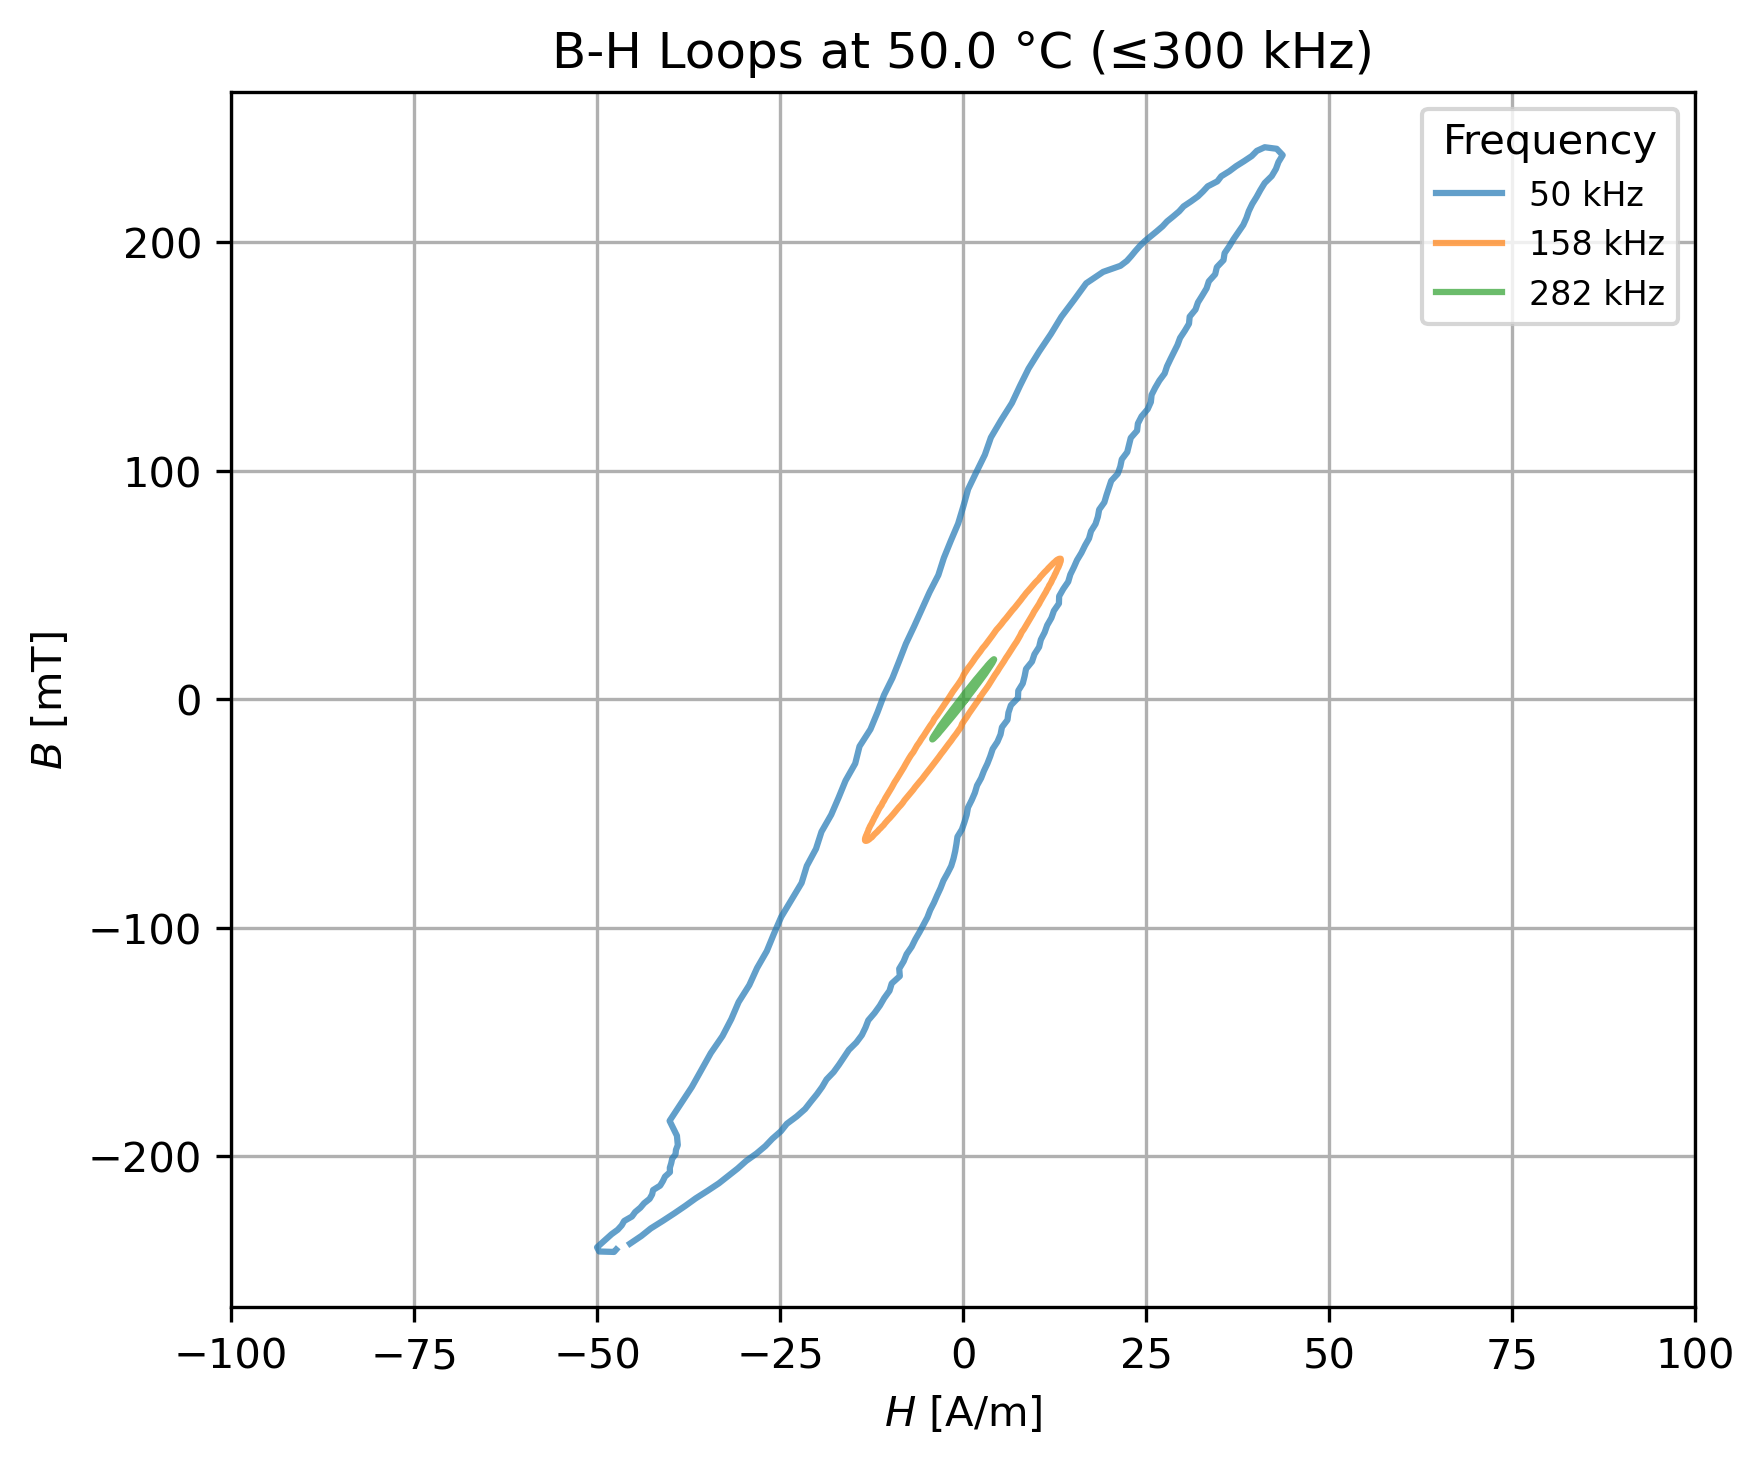 B-H Loops at 50.0 °C (≤300 kHz)
Frequency
50 kHz
158 kHz
282 kHz
200
100
0
−100
−200
B [mT]
−100
−75
−50
−25
0
25
50
75
100
H [A/m]